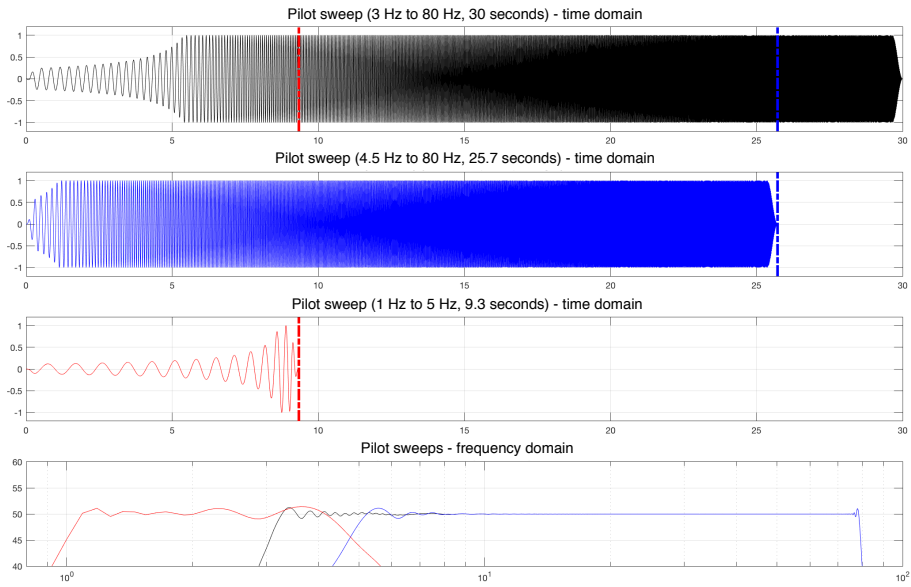 Pilot sweep (3 Hz to 80 Hz, 30 seconds) - time domain
1
0.5
0
-0.5
-1
0 5 10 15 20 25 30
Pilot sweep (4.5 Hz to 80 Hz, 25.7 seconds) - time domain
1
0.5
0
-0.5
-1
0 5 10 15 20 25 30
Pilot sweep (1 Hz to 5 Hz, 9.3 seconds) - time domain
1
0.5
0
-0.5
-1
0 5 10 15 20 25 30
Pilot sweeps - frequency domain
60
55
50
45
40
10⁰ 10¹ 10²